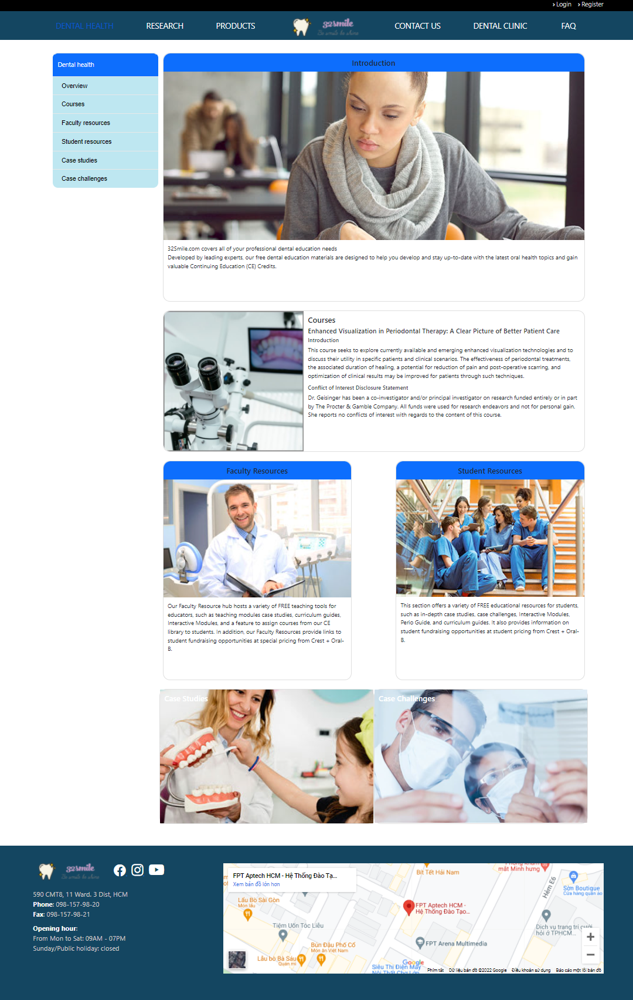 Login
Register
DENTAL HEALTH
RESEARCH
PRODUCTS
32smile
Be smile be shine
CONTACT US
DENTAL CLINIC
FAQ
Dental health
Overview
Courses
Faculty resources
Student resources
Case studies
Case challenges
Introduction
32Smile.com covers all of your professional dental education needs
Developed by leading experts, our free dental education materials are designed to help you develop and stay up-to-date with the latest oral health topics and gain
valuable Continuing Education (CE) Credits.
Courses
Enhanced Visualization in Periodontal Therapy: A Clear Picture of Better Patient Care
Introduction
This course seeks to explore currently available and emerging enhanced visualization technologies and to
discuss their utility in specific patients and clinical scenarios. The effectiveness of periodontal treatments,
the associated duration of healing, a potential for reduction of pain and post-operative scarring, and
optimization of clinical results may be improved for patients through such techniques.
Conflict of Interest Disclosure Statement
Dr. Geisinger has been a co-investigator and/or principal investigator on research funded entirely or in part
by The Procter & Gamble Company. All funds were used for research endeavors and not for personal gain.
She reports no conflicts of interest with regards to the content of this course.
Faculty Resources
Our Faculty Resource hub hosts a variety of FREE teaching tools for
educators, such as teaching modules case studies, curriculum guides,
Interactive Modules, and a feature to assign courses from our CE
library to students. In addition, our Faculty Resources provide links to
student fundraising opportunities at special pricing from Crest + Oral-
B.
Student Resources
This section offers a variety of FREE educational resources for students,
such as in-depth case studies, case challenges, Interactive Modules,
Perio Guide, and curriculum guides. It also provides information on
student fundraising opportunities at student pricing from Crest + Oral-
B.
Case Studies
Case Challenges
32smile
Be smile be shine
590 CMT8, 11 Ward. 3 Dist, HCM
Phone: 098-157-98-20
Fax: 098-157-98-21
Opening hour:
From Mon to Sat: 09AM - 07PM
Sunday/Public holiday: closed
FPT Aptech HCM - Hệ Thống Đào Tạ...
Xem bản đồ lớn hơn
Bít Tết Hải Nam
Phòng khám
mắt Minh hưng
Hẻm E6
Sờn Boutique
Cửa hàng quần áo
Lẩu Bò Sài Gòn
Món lẩu
FPT Aptech HCM -
Hệ Thống Đào Tạo...
Tiệm Uốn Tóc Liễu
Dịch vụ trang trí cưới
hỏi ở TPHCM...
Bún Đậu Phố Cổ
Món ăn Việt Nam
FPT Arena Multimedia
Lẩu bò Bà Sáu
Quán mì
Siêu Thị Điện Máy
Nội Thất Chợ Lớn
Google
Phím tắt
Dữ liệu bản đồ ©2022 Google
Điều khoản sử dụng
Báo cáo một lỗi bản đồ